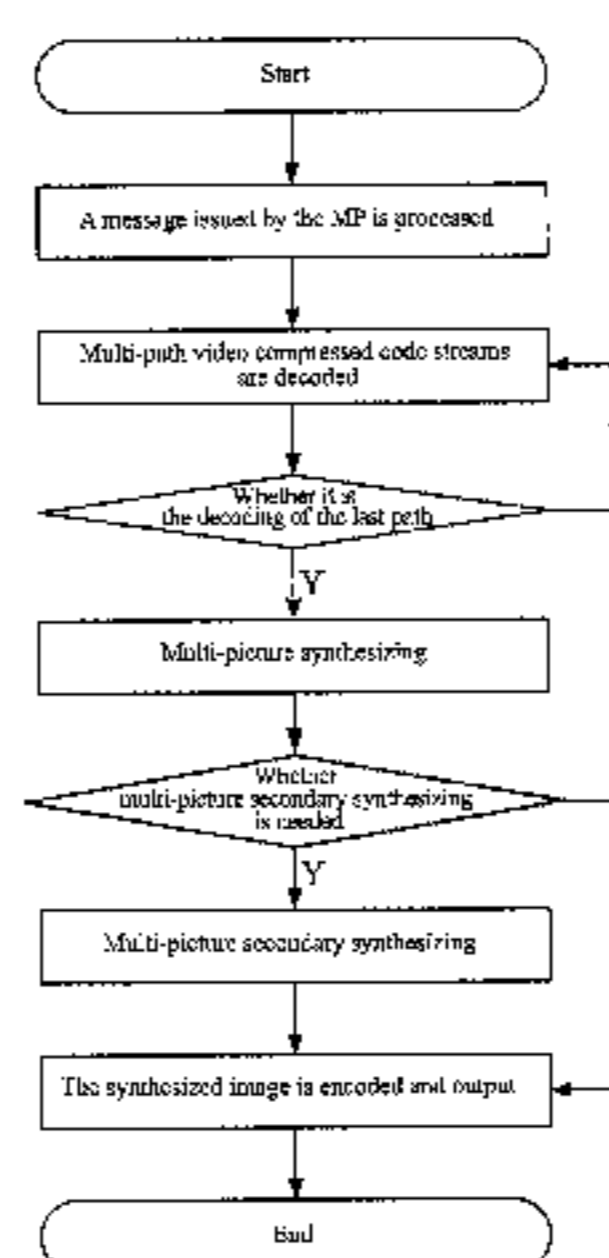 Start
A message issued by the MP is processed
Multi-path video compressed code streams
are decoded
Whether it is
the decoding of the last path
Y
Multi-picture synthesizing
Whether
multi-picture secondary synthesizing
is needed
Y
Multi-picture secondary synthesizing
The synthesized image is encoded and output
End